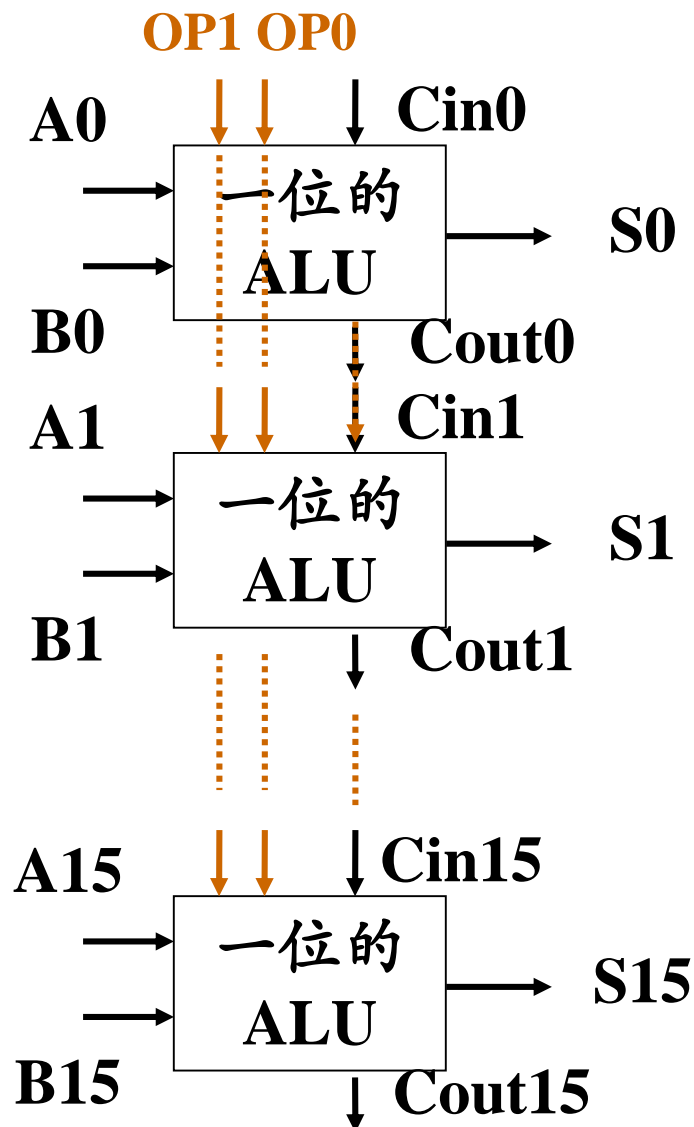 OP1 OP0
A0
Cin0
一位的
ALU
S0
B0
Cout0
A1
Cin1
一位的
ALU
S1
B1
Cout1
A15
Cin15
一位的
ALU
S15
B15
Cout15